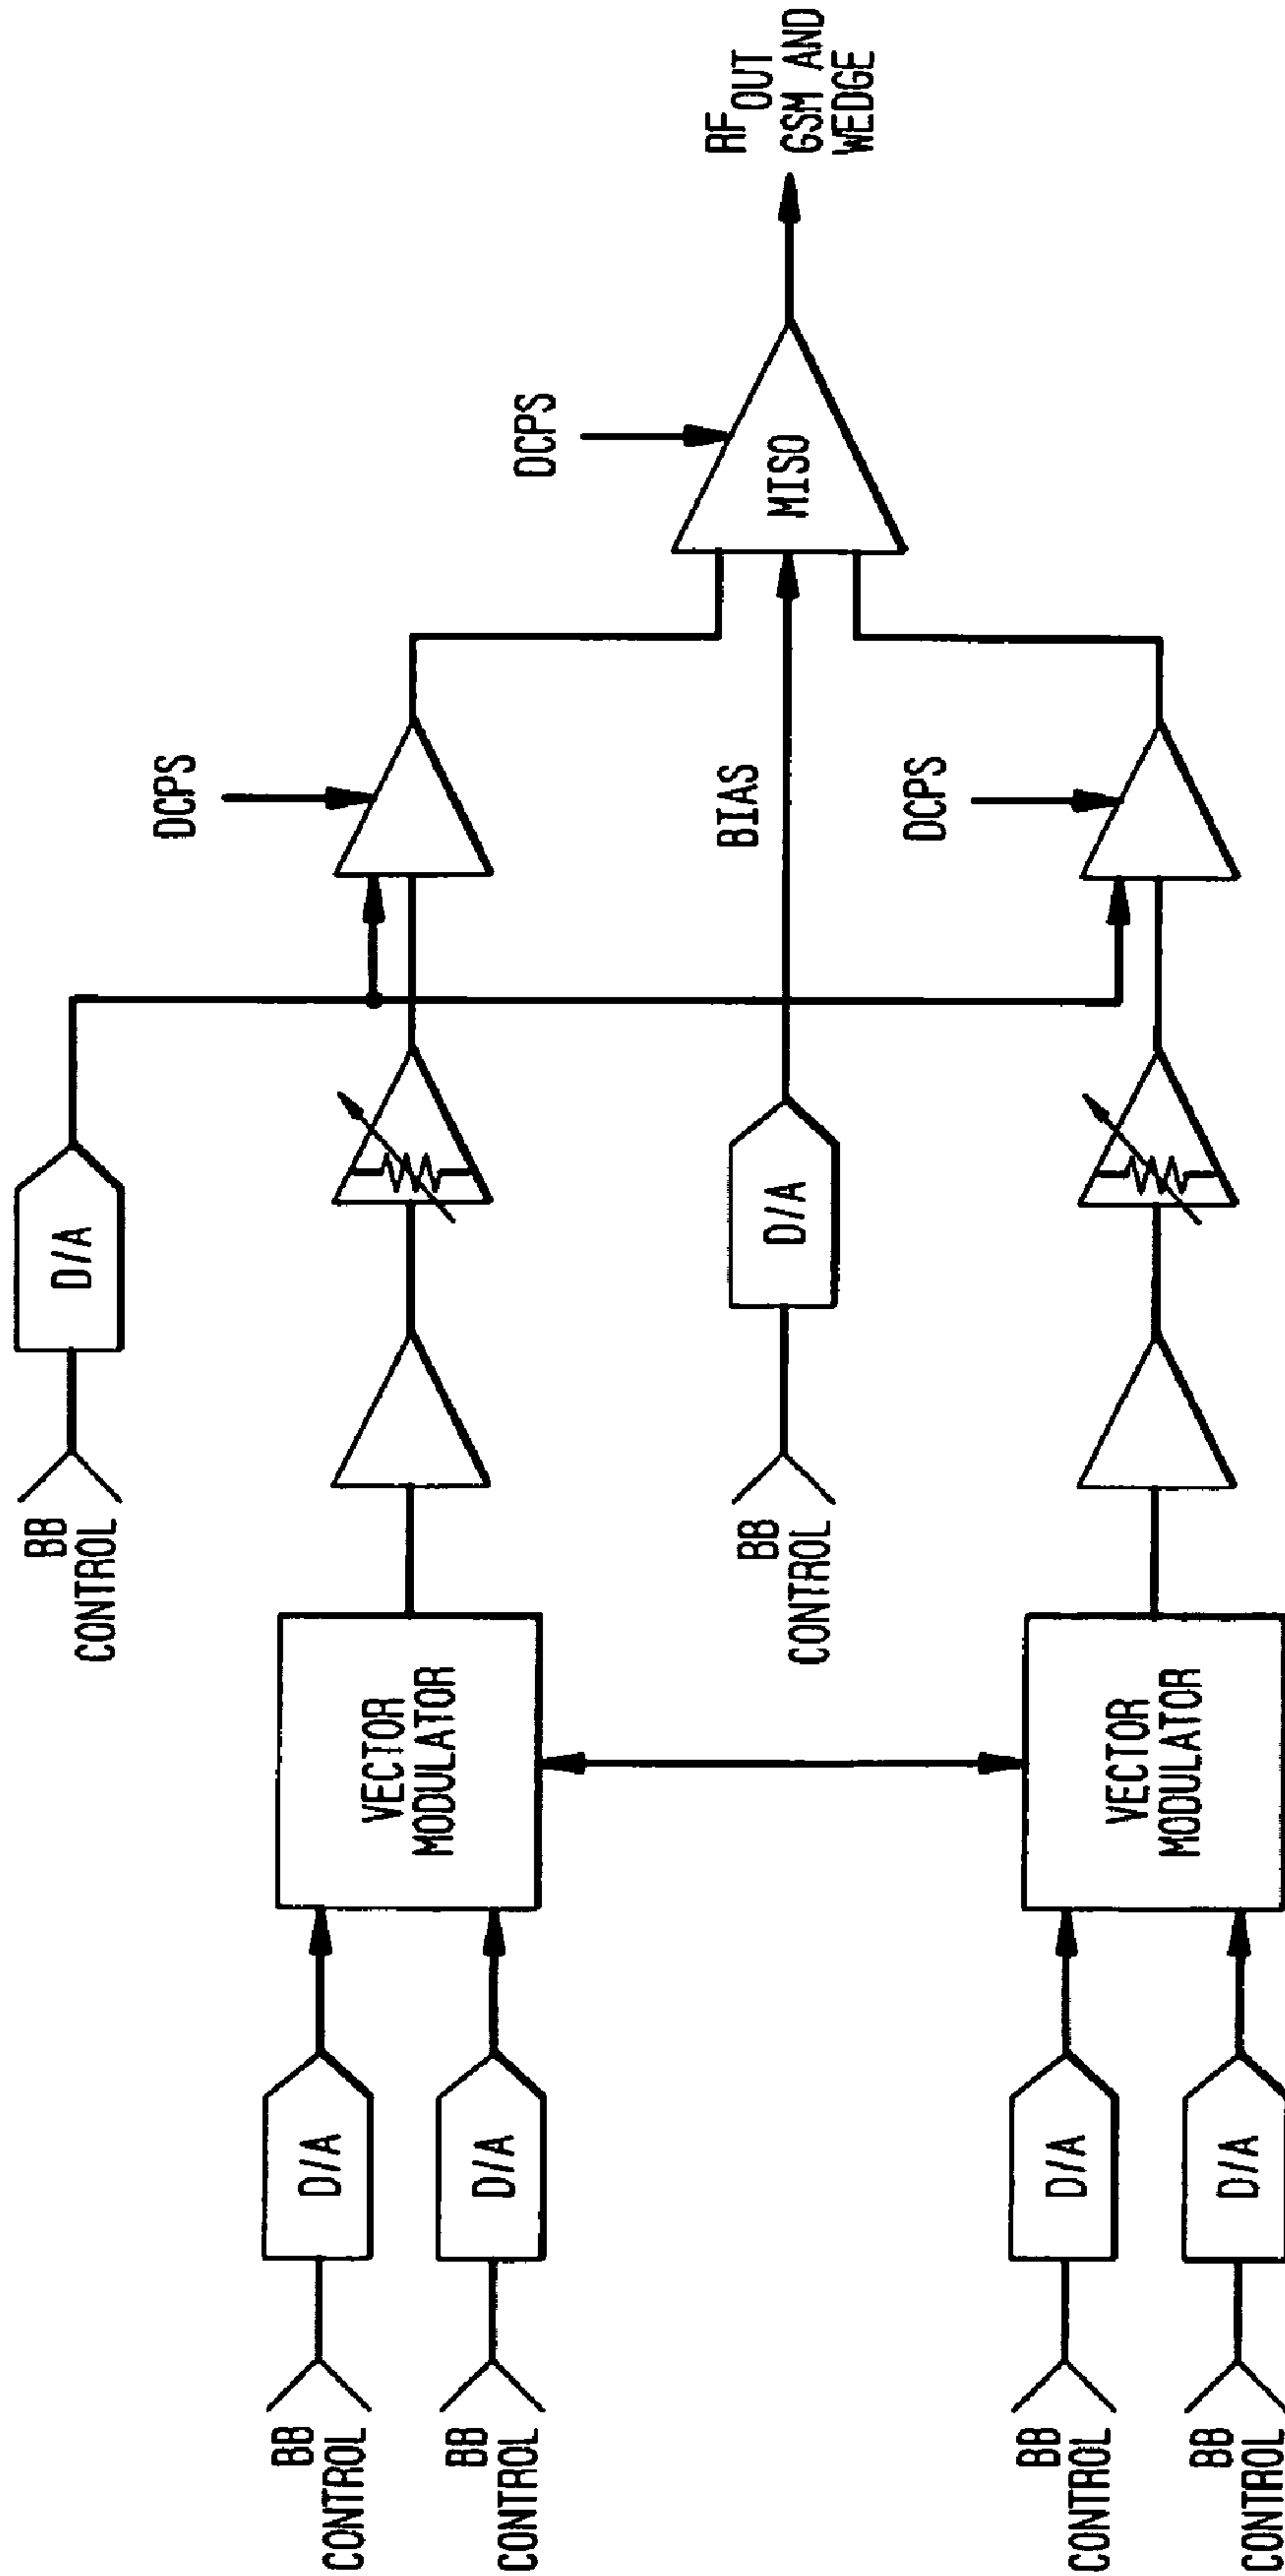 BB
CONTROL
D/A
BB
CONTROL
D/A
BB
CONTROL
D/A
VECTOR
MODULATOR
DCPS
BB
CONTROL
D/A
BIAS
DCPS
MISO
RF OUT
GSM AND
WEDGE
BB
CONTROL
D/A
BB
CONTROL
D/A
VECTOR
MODULATOR
DCPS